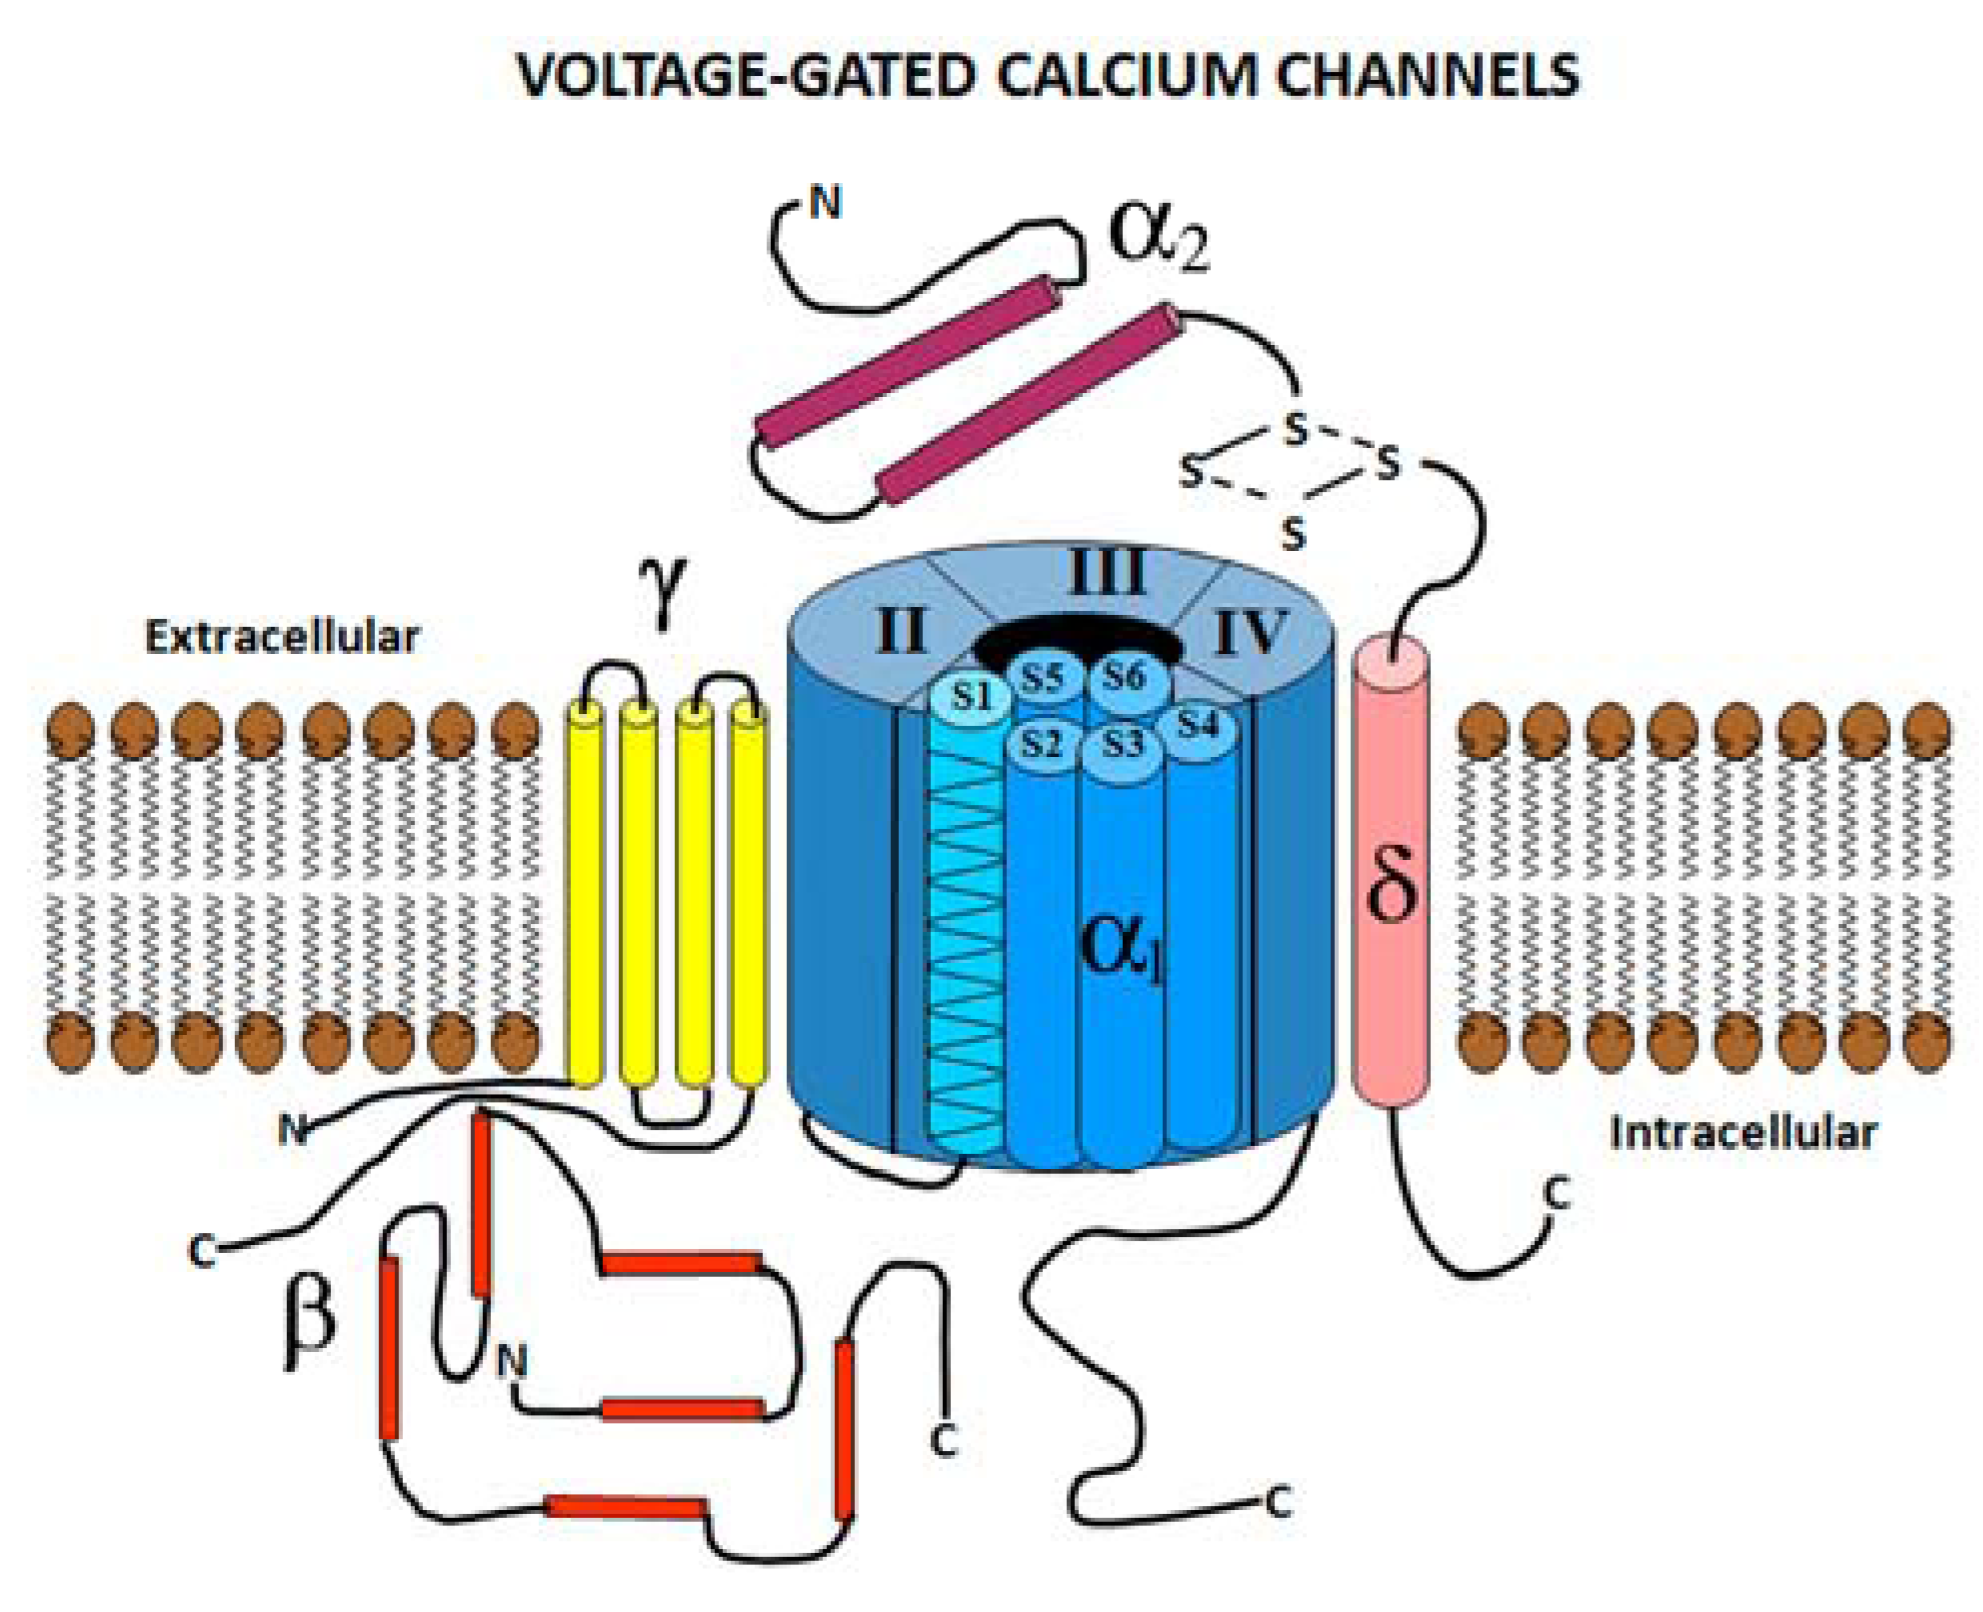 VOLTAGE-GATED CALCIUM CHANNELS
N
α2
S
S
S
S
γ
III
II
IV
Extracellular
S5
S6
S1
S4
S2
S3
δ
α1
N
Intracellular
C
C
β
N
C
C